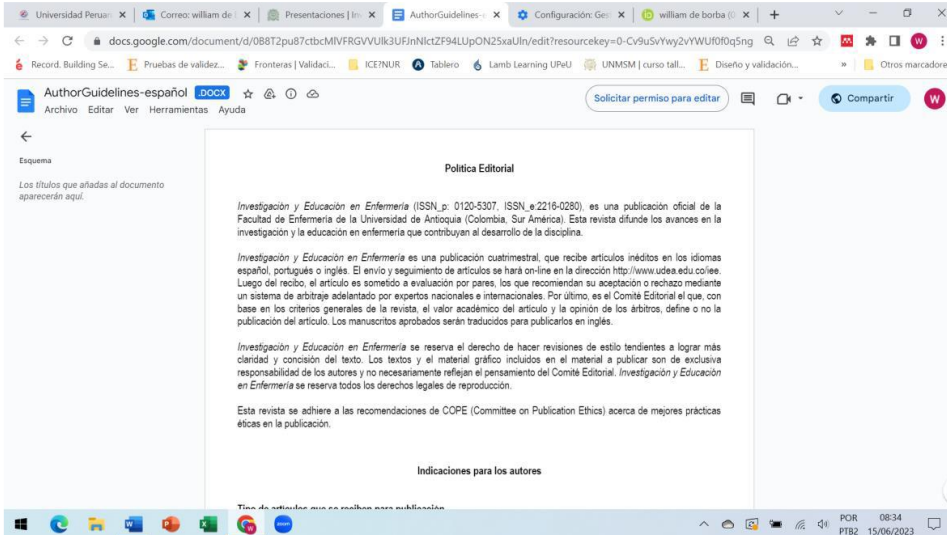 Universidad Peruan
Correo: william de
Presentaciones | In
AuthorGuidelines-e
Configuración: Ges
william de borba (0
docs.google.com/document/d/0B8T2pu87ctbcMlVFRGVVUlk3UFJnNlctZF94LUpON25xaUln/edit?resourcekey=0-Cv9uSvYwy2vYWUf0f0q5ng
Record. Building Se...
Pruebas de validez...
Fronteras | Validaci...
ICE?NUR
Tablero
Lamb Learning UPeU
UNMSM | curso tall...
Diseño y validación...
»
Otros marcadore
AuthorGuidelines-español .DOCX
Solicitar permiso para editar
Compartir
W
Archivo Editar Ver Herramientas Ayuda
Esquema
Los títulos que añadas al documento
aparecerán aquí.
Política Editorial
Investigación y Educación en Enfermería (ISSN_p: 0120-5307, ISSN_e:2216-0280), es una publicación oficial de la
Facultad de Enfermería de la Universidad de Antioquia (Colombia, Sur América). Esta revista difunde los avances en la
investigación y la educación en enfermería que contribuyan al desarrollo de la disciplina.
Investigación y Educación en Enfermería es una publicación cuatrimestral, que recibe artículos inéditos en los idiomas
español, portugués o inglés. El envío y seguimiento de artículos se hará on-line en la dirección http://www.udea.edu.co/iee.
Luego del recibo, el artículo es sometido a evaluación por pares, los que recomiendan su aceptación o rechazo mediante
un sistema de arbitraje adelantado por expertos nacionales e internacionales. Por último, es el Comité Editorial el que, con
base en los criterios generales de la revista, el valor académico del artículo y la opinión de los árbitros, define o no la
publicación del artículo. Los manuscritos aprobados serán traducidos para publicarlos en inglés.
Investigación y Educación en Enfermería se reserva el derecho de hacer revisiones de estilo tendientes a lograr más
claridad y concisión del texto. Los textos y el material gráfico incluidos en el material a publicar son de exclusiva
responsabilidad de los autores y no necesariamente reflejan el pensamiento del Comité Editorial. Investigación y Educación
en Enfermería se reserva todos los derechos legales de reproducción.
Esta revista se adhiere a las recomendaciones de COPE (Committee on Publication Ethics) acerca de mejores prácticas
éticas en la publicación.
Indicaciones para los autores
Tipo de artículos que se reciben para publicación
POR 08:34
PTB2 15/06/2023